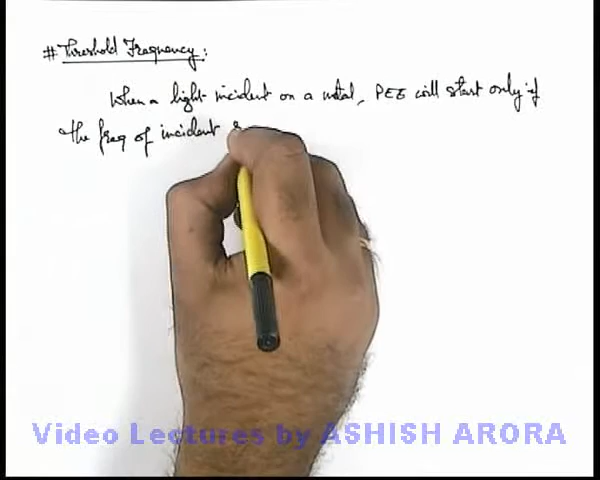 # Threshold Frequency :
When a light incident on a metal, PEE will start only if
the freq of incident
Video Lectures by ASHISH ARORA